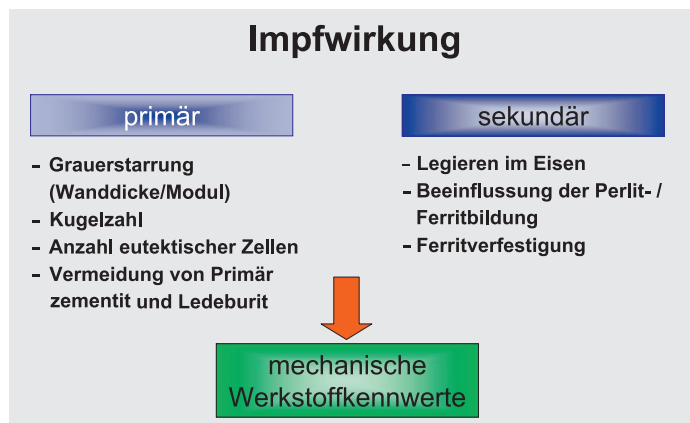 Impfwirkung
primär
– Grauerstarrung
(Wanddicke/Modul)
– Kugelzahl
– Anzahl eutektischer Zellen
– Vermeidung von Primär
zementit und Ledeburit
sekundär
– Legieren im Eisen
– Beeinflussung der Perlit- /
Ferritbildung
– Ferritverfestigung
mechanische
Werkstoffkennwerte